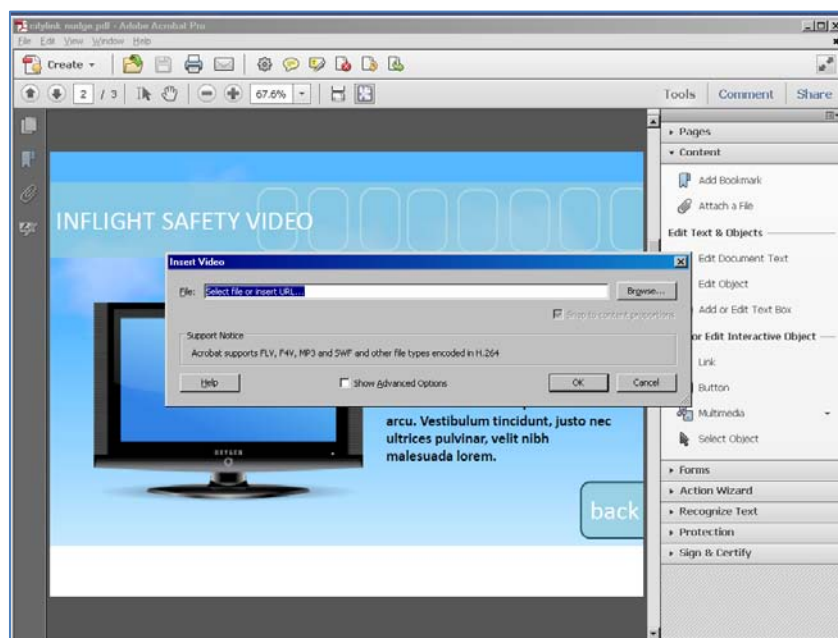 citylink nudge.pdf - Adobe Acrobat Pro
File Edit View Window Help
Create
2 / 3 67.6% Tools Comment Share
Pages
Content
Add Bookmark
Attach a File
Edit Text & Objects
INFLIGHT SAFETY VIDEO
Edit Document Text
Edit Object
Add or Edit Text Box
or Edit Interactive Object
Link
Button
Multimedia
Select Object
Insert Video
File: Select file or insert URL... Browse...
Snap to content proportions
Support Notice
Acrobat supports FLV, F4V, MP3 and SWF and other file types encoded in H.264
Help Show Advanced Options OK Cancel
arcu. Vestibulum tincidunt, justo nec
ultrices pulvinar, velit nibh
malesuada lorem.
OXYGEN
back
Forms
Action Wizard
Recognize Text
Protection
Sign & Certify